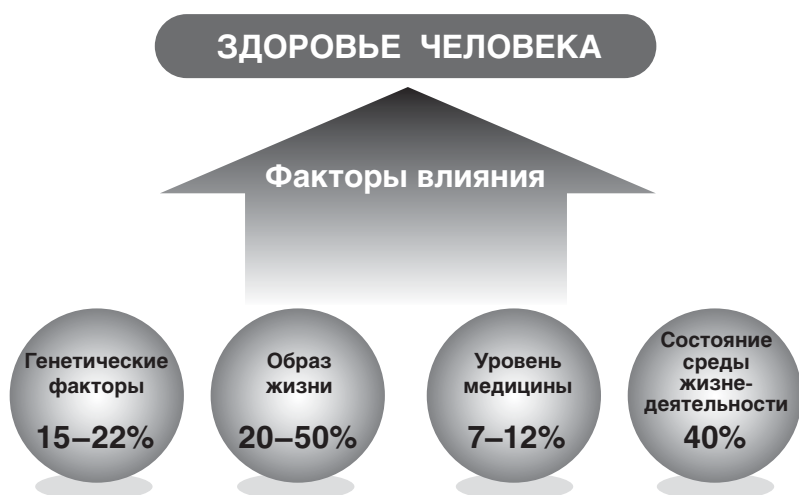 ЗДОРОВЬЕ ЧЕЛОВЕКА
Факторы влияния
Генетические
факторы
15–22%
Образ
жизни
20–50%
Уровень
медицины
7–12%
Состояние
среды
жизне-
деятельности
40%